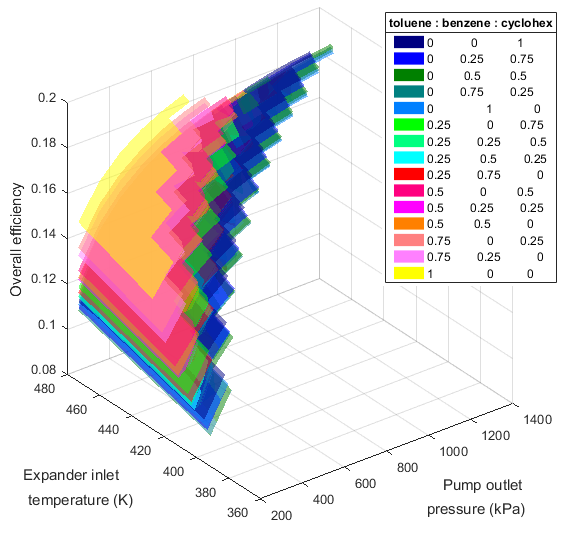 toluene : benzene : cyclohex
0 0 1
0 0.25 0.75
0 0.5 0.5
0 0.75 0.25
0 1 0
0.25 0 0.75
0.25 0.25 0.5
0.25 0.5 0.25
0.25 0.75 0
0.5 0 0.5
0.5 0.25 0.25
0.5 0.5 0
0.75 0 0.25
0.75 0.25 0
1 0 0
Overall efficiency
0.2
0.18
0.16
0.14
0.12
0.1
0.08
480
460
440
420
400
380
360
Expander inlet
temperature (K)
200
400
600
800
1000
1200
1400
Pump outlet
pressure (kPa)